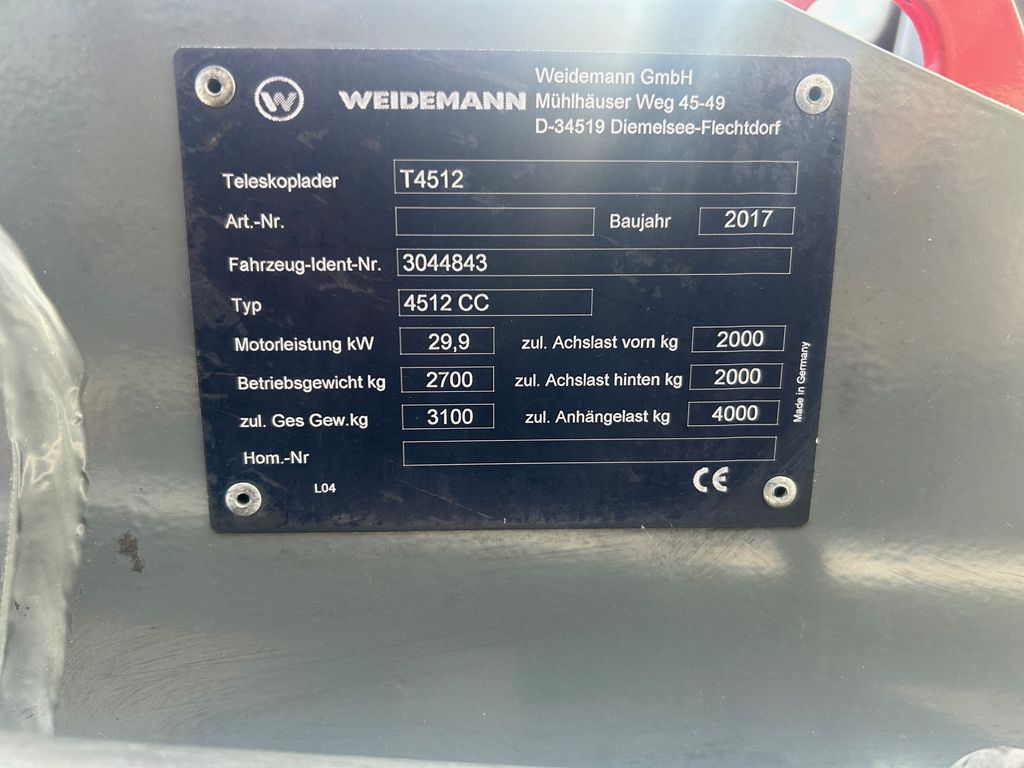 W WEIDEMANN
Weidemann GmbH
Mühlhäuser Weg 45-49
D-34519 Diemelsee-Flechtdorf
Teleskoplader T4512
Art.-Nr. Baujahr 2017
Fahrzeug-Ident-Nr. 3044843
Typ 4512 CC
Motorleistung kW 29,9 zul. Achslast vorn kg 2000
Betriebsgewicht kg 2700 zul. Achslast hinten kg 2000
zul. Ges Gew.kg 3100 zul. Anhängelast kg 4000
Hom.-Nr
L04
CE
Made in Germany